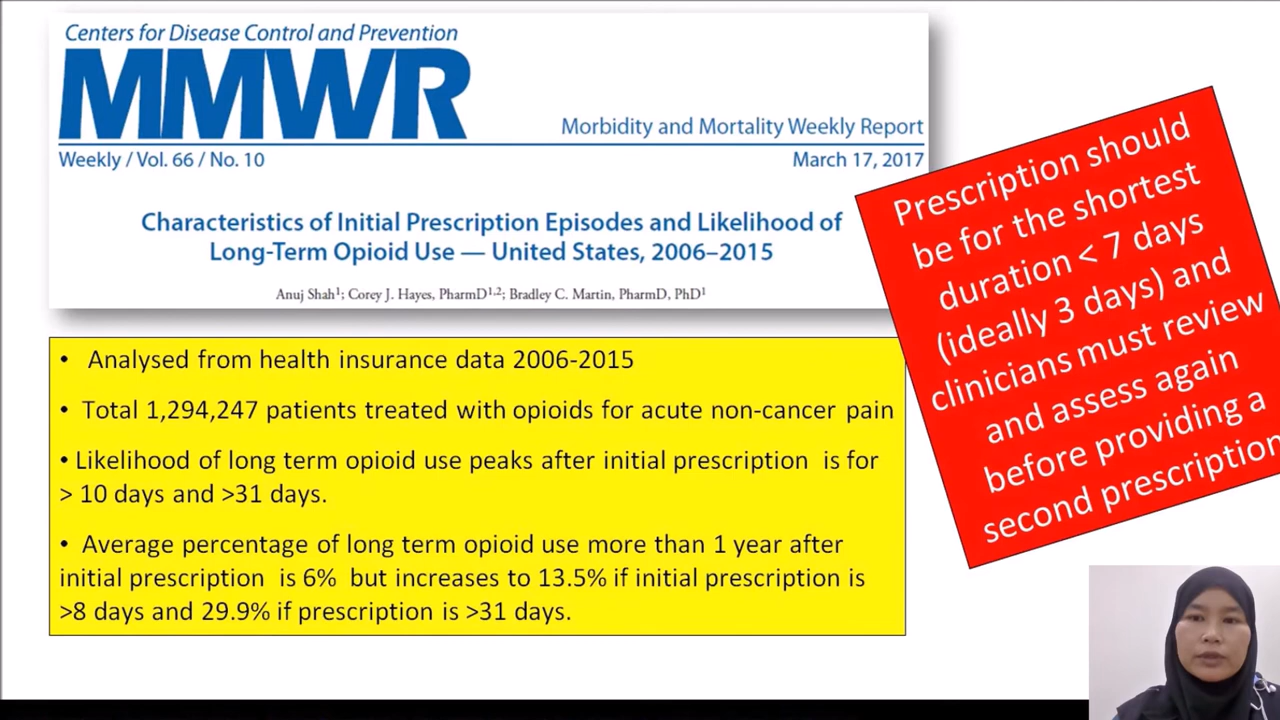 Centers for Disease Control and Prevention
MMWR
Morbidity and Mortality Weekly Report
Weekly / Vol. 66 / No. 10
March 17, 2017
Characteristics of Initial Prescription Episodes and Likelihood of
Long-Term Opioid Use — United States, 2006–2015
Anuj Shah¹; Corey J. Hayes, PharmD¹,²; Bradley C. Martin, PharmD, PhD¹
• Analysed from health insurance data 2006-2015
• Total 1,294,247 patients treated with opioids for acute non-cancer pain
• Likelihood of long term opioid use peaks after initial prescription is for
> 10 days and >31 days.
• Average percentage of long term opioid use more than 1 year after
initial prescription is 6% but increases to 13.5% if initial prescription is
>8 days and 29.9% if prescription is >31 days.
Prescription should
be for the shortest
duration < 7 days
(ideally 3 days) and
clinicians must review
and assess again
before providing a
second prescription